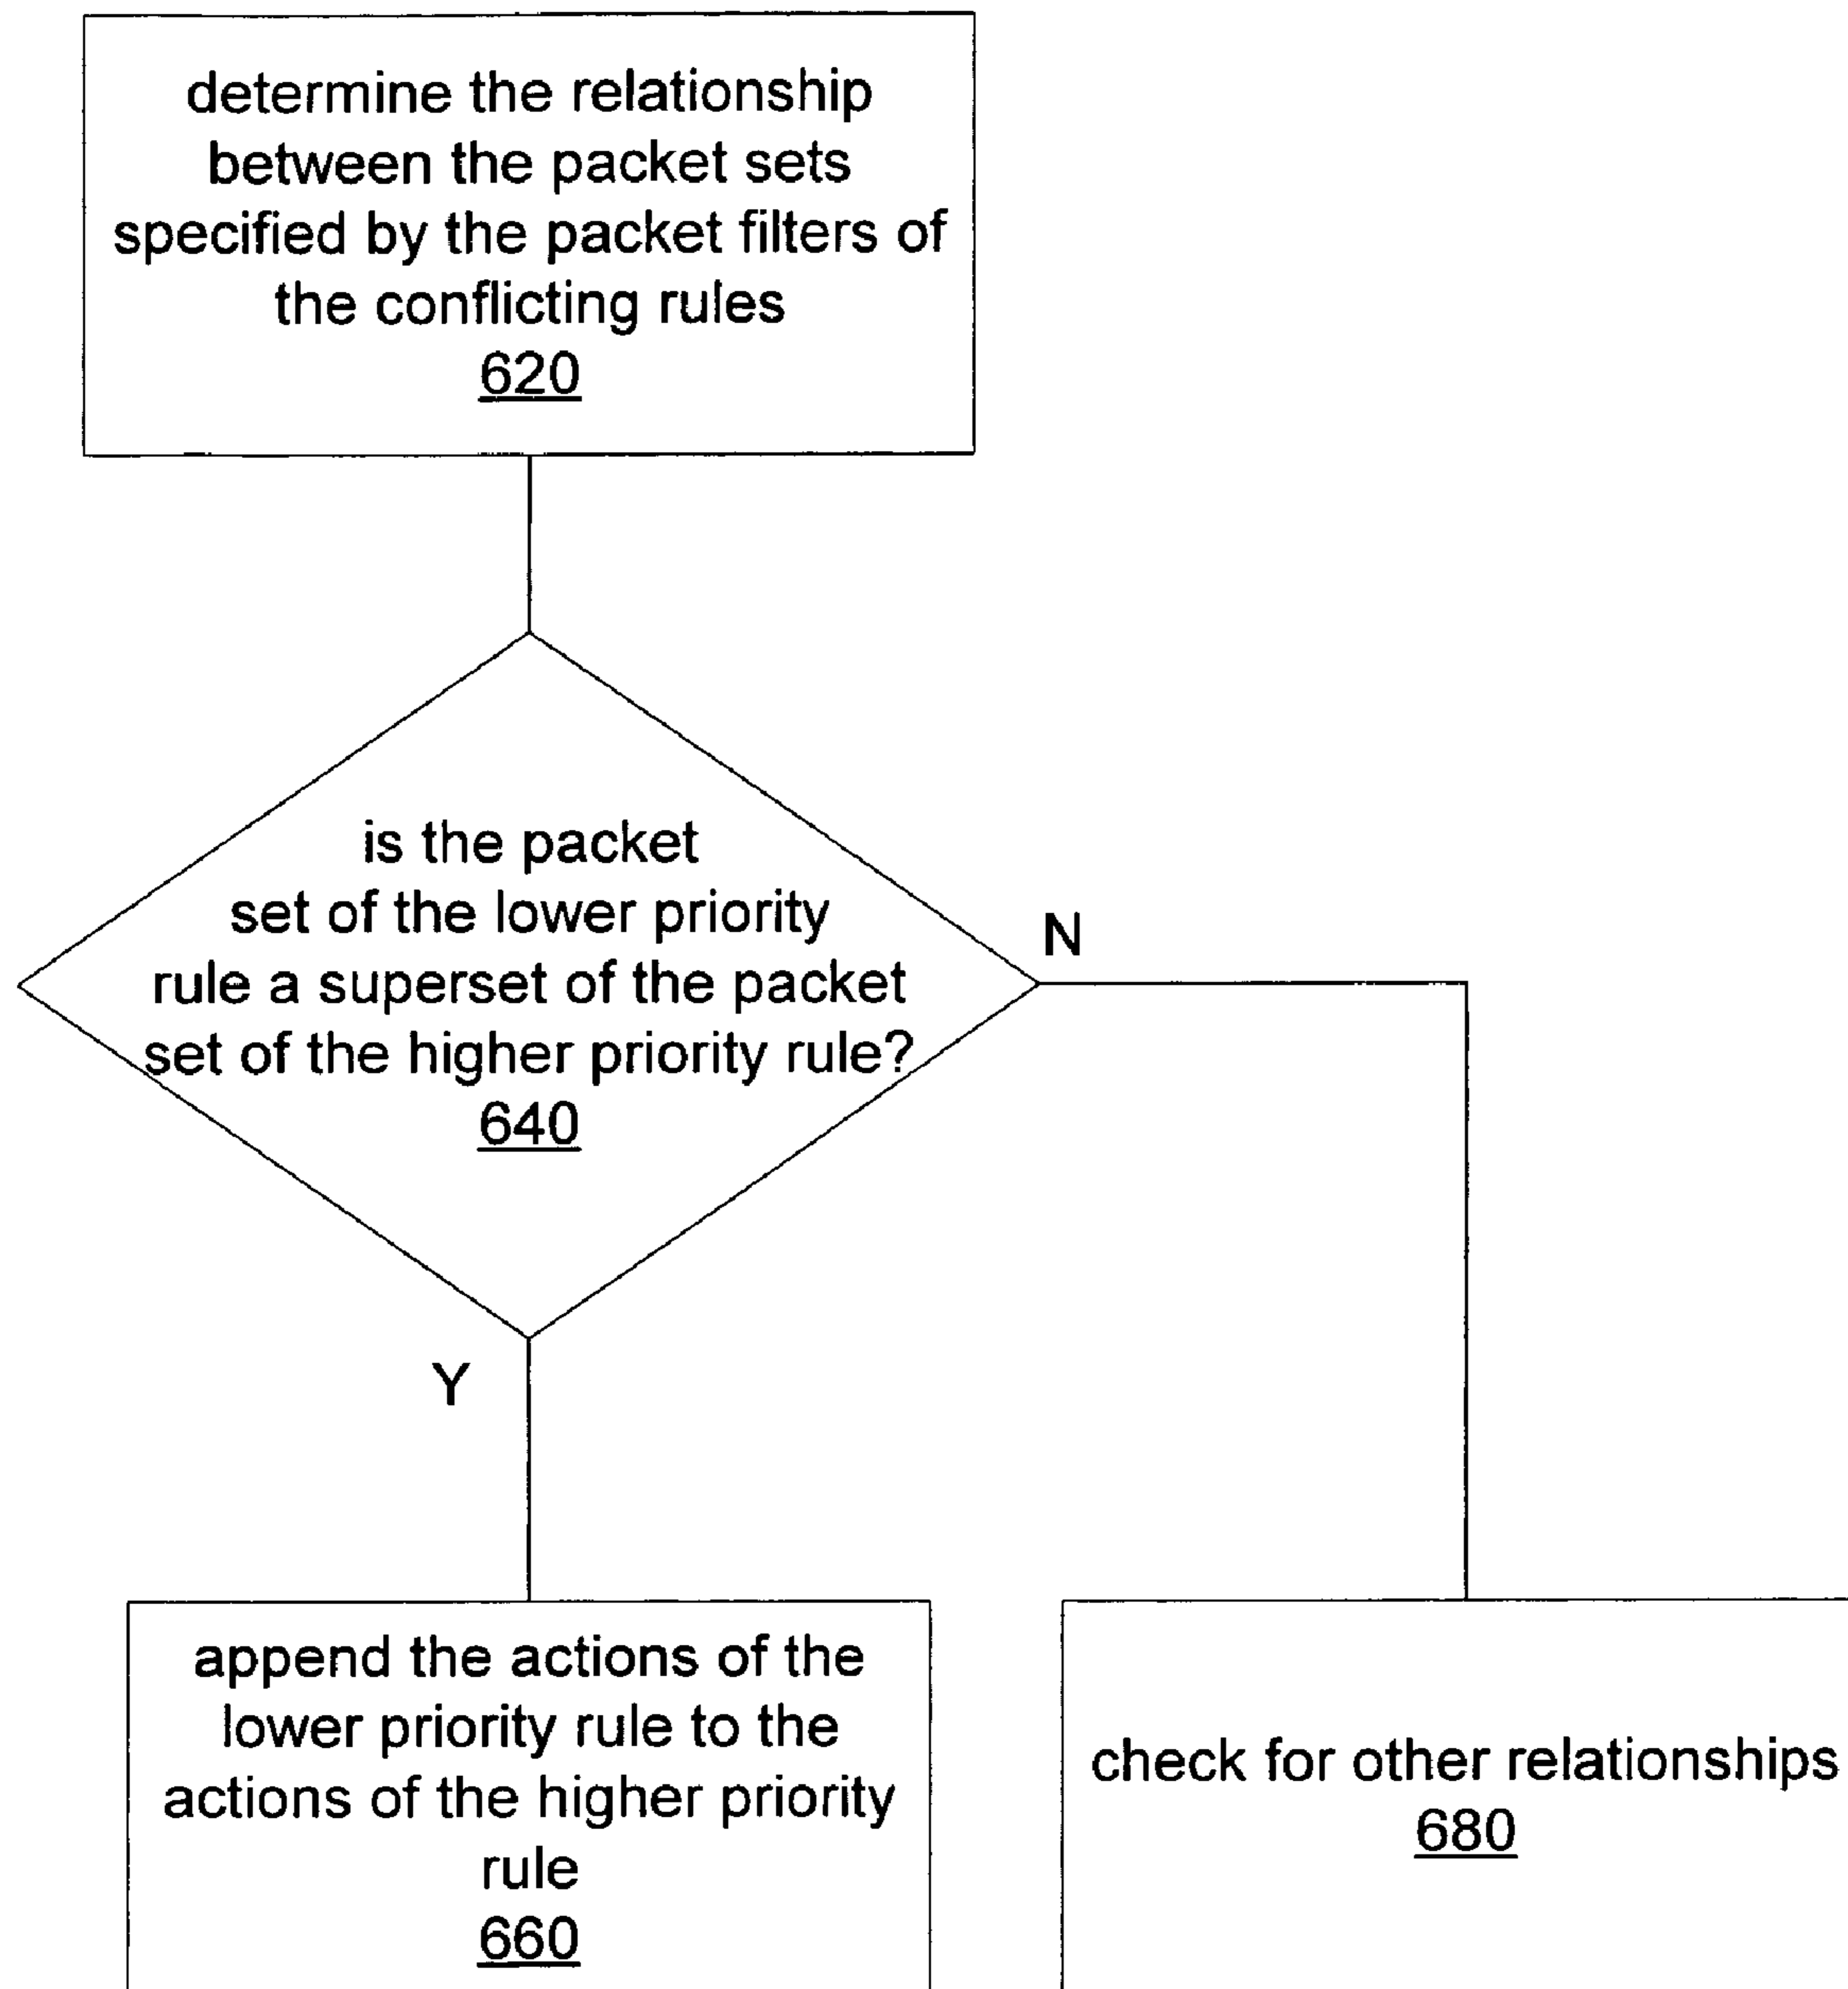 determine the relationship
between the packet sets
specified by the packet filters of
the conflicting rules
620
is the packet
set of the lower priority
rule a superset of the packet
set of the higher priority rule?
640
N
Y
append the actions of the
lower priority rule to the
actions of the higher priority
rule
660
check for other relationships
680